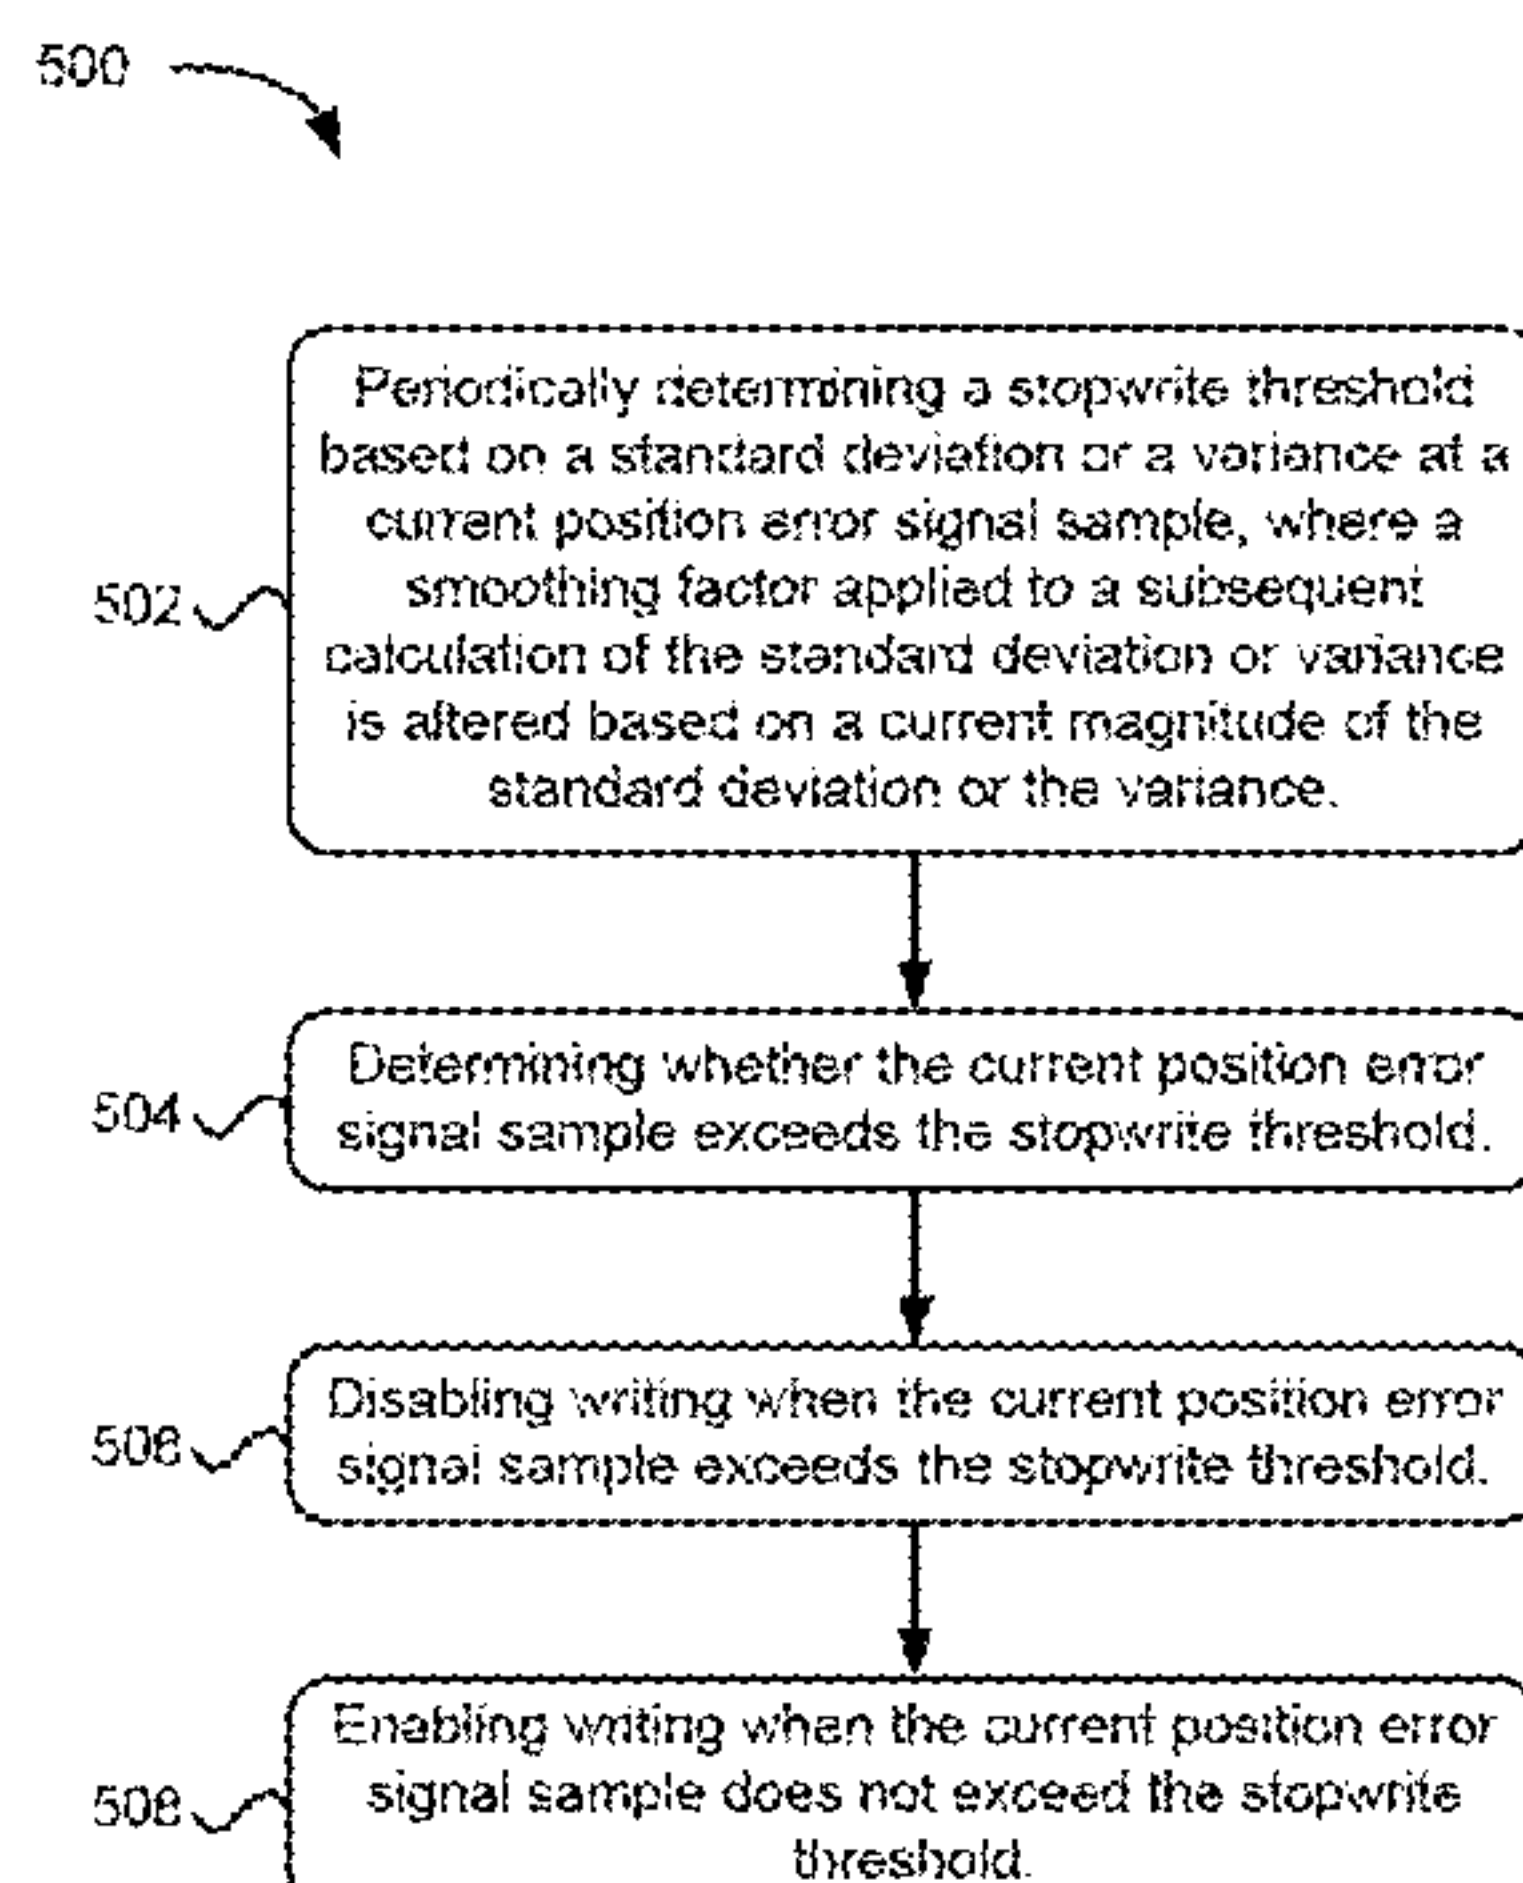 500
Periodically determining a stopwrite threshold
based on a standard deviation or a variance at a
current position error signal sample, where a
smoothing factor applied to a subsequent
calculation of the standard deviation or variance
is altered based on a current magnitude of the
standard deviation or the variance.
502
Determining whether the current position error
signal sample exceeds the stopwrite threshold.
504
Disabling writing when the current position error
signal sample exceeds the stopwrite threshold.
506
Enabling writing when the current position error
signal sample does not exceed the stopwrite
threshold.
508